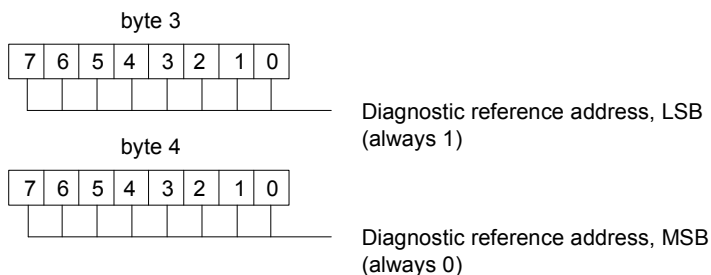 byte 3
7 6 5 4 3 2 1 0
Diagnostic reference address, LSB
(always 1)
byte 4
7 6 5 4 3 2 1 0
Diagnostic reference address, MSB
(always 0)